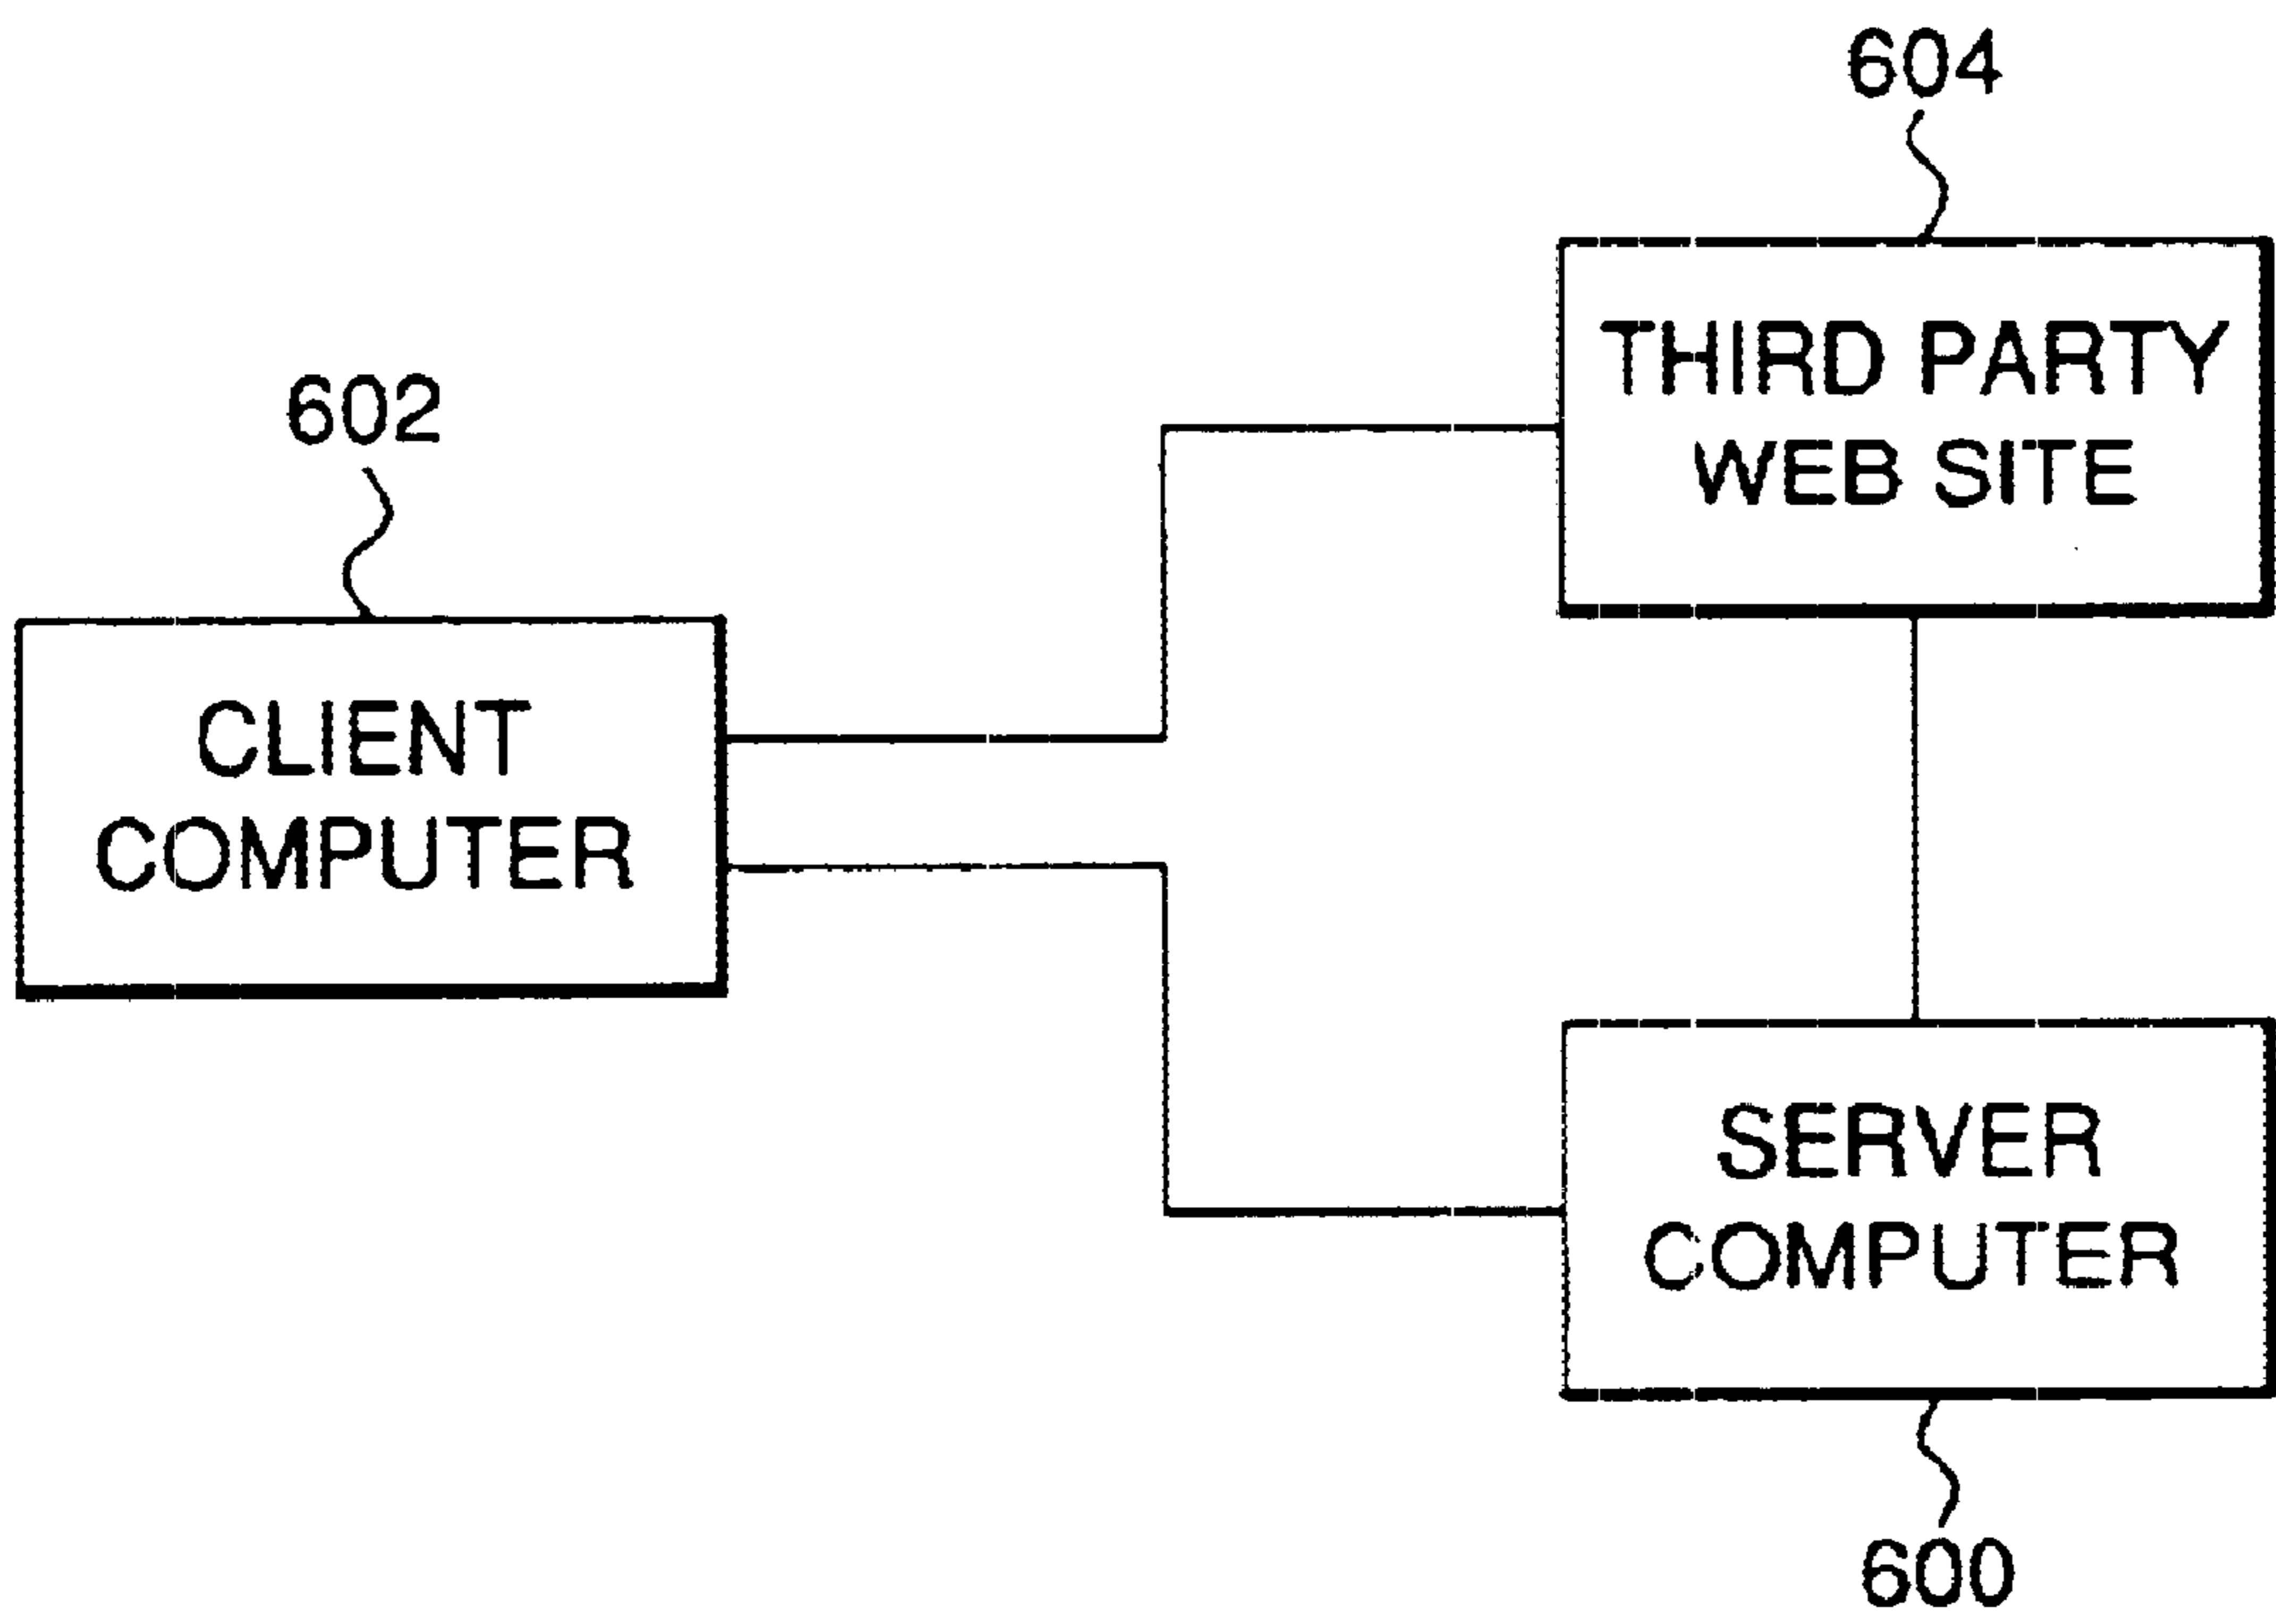 604
THIRD PARTY
WEB SITE
602
CLIENT
COMPUTER
SERVER
COMPUTER
600